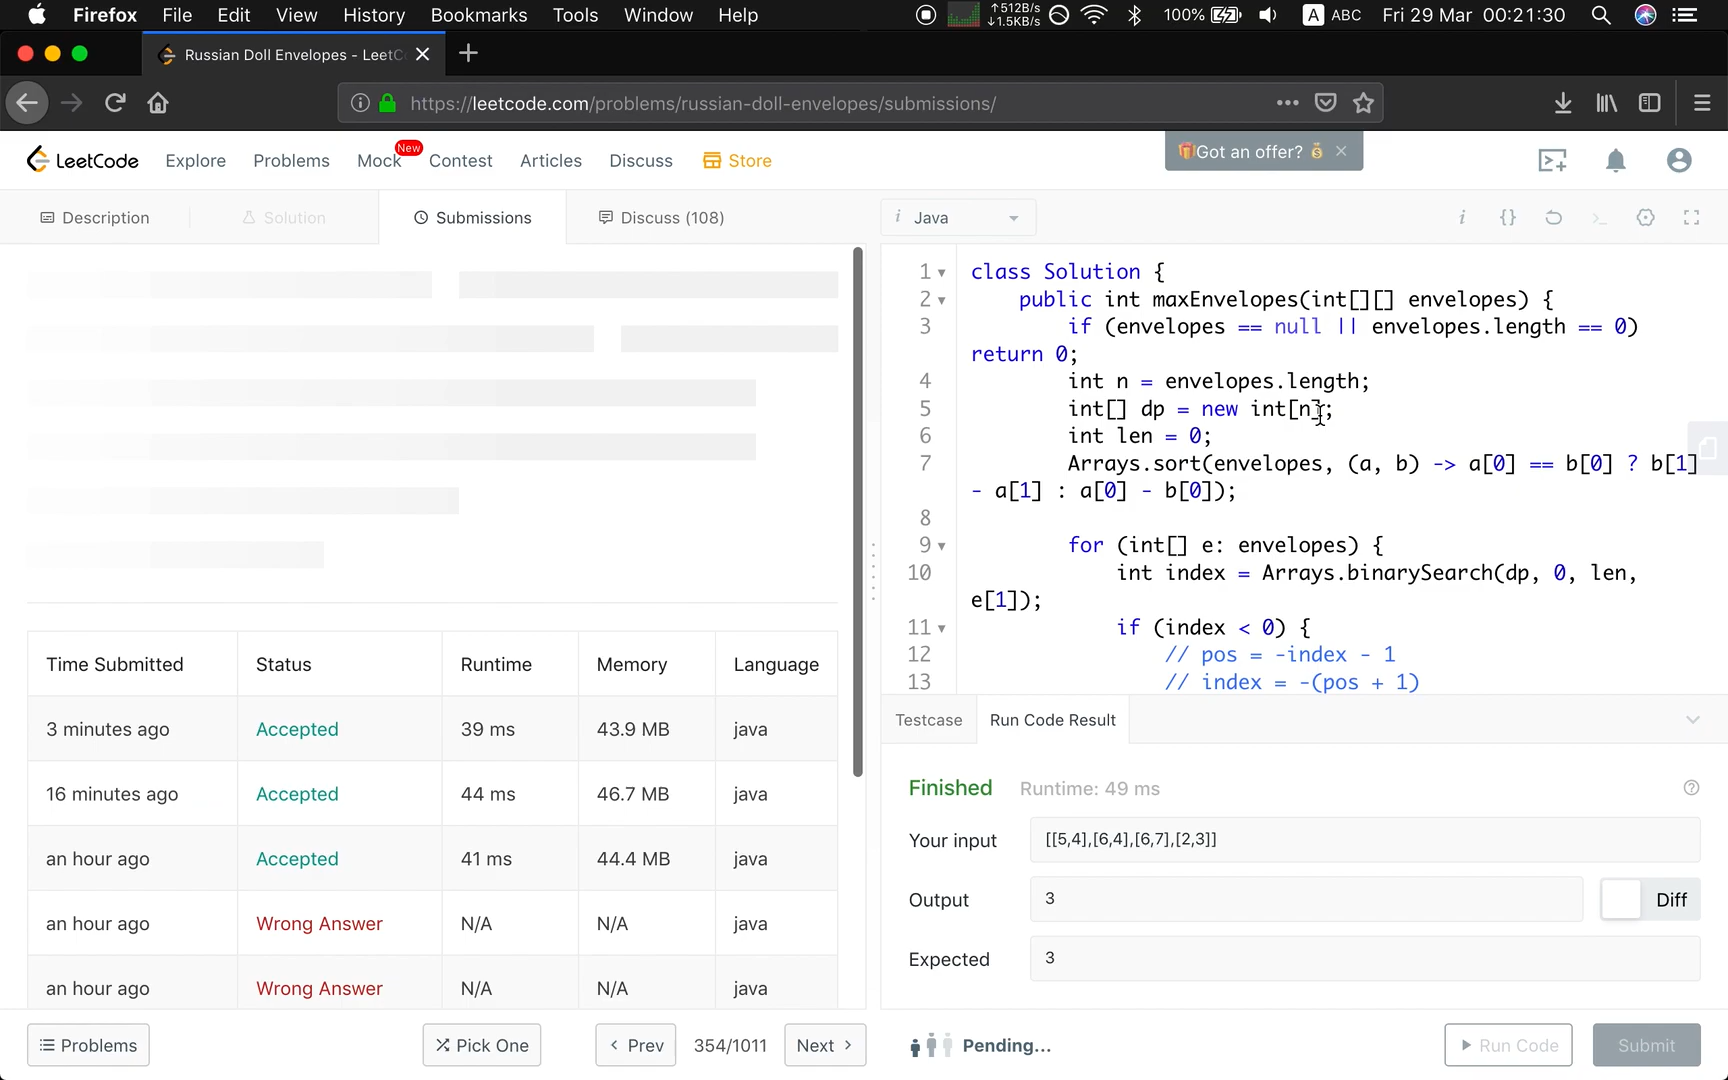 Firefox File Edit View History Bookmarks Tools Window Help ↑512B/s ↓1.5KB/s 100% A ABC Fri 29 Mar 00:21:30
Russian Doll Envelopes - LeetCo
https://leetcode.com/problems/russian-doll-envelopes/submissions/
LeetCode Explore Problems Mock New Contest Articles Discuss Store Got an offer?
Description Solution Submissions Discuss (108) i Java i {}
1 class Solution {
2 public int maxEnvelopes(int[][] envelopes) {
3 if (envelopes == null || envelopes.length == 0)
return 0;
4 int n = envelopes.length;
5 int[] dp = new int[n];
6 int len = 0;
7 Arrays.sort(envelopes, (a, b) -> a[0] == b[0] ? b[1]
- a[1] : a[0] - b[0]);
8
9 for (int[] e: envelopes) {
10 int index = Arrays.binarySearch(dp, 0, len,
e[1]);
11 if (index < 0) {
12 // pos = -index - 1
13 // index = -(pos + 1)
Time Submitted Status Runtime Memory Language
3 minutes ago Accepted 39 ms 43.9 MB java
16 minutes ago Accepted 44 ms 46.7 MB java
an hour ago Accepted 41 ms 44.4 MB java
an hour ago Wrong Answer N/A N/A java
an hour ago Wrong Answer N/A N/A java
Testcase Run Code Result
Finished Runtime: 49 ms
Your input [[5,4],[6,4],[6,7],[2,3]]
Output 3 Diff
Expected 3
Problems Pick One Prev 354/1011 Next Pending... Run Code Submit